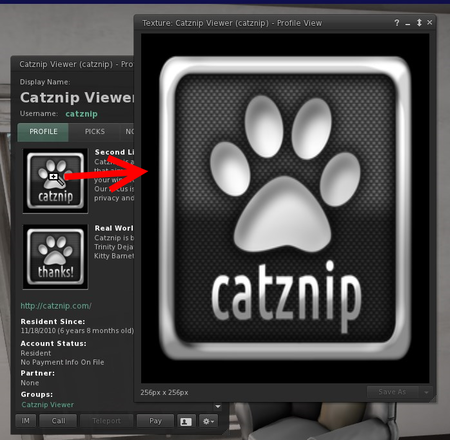 Texture: Catznip Viewer (catznip) - Profile View
Catznip Viewer (catznip) - Pro
Display Name:
Catznip Viewer
Username: catznip
PROFILE
PICKS
catznip
Second Li
Catz
that
your
Our
privacy and
thanks!
Real Worl
Catznip is b
Trinity Deja
Kitty Barnet
http://catznip.com/
Resident Since:
11/18/2010 (6 years 8 months old)
Account Status:
Resident
No Payment Info On File
Partner:
None
Groups:
Catznip Viewer
IM
Call
Teleport
Pay
catznip
256px x 256px
Save As